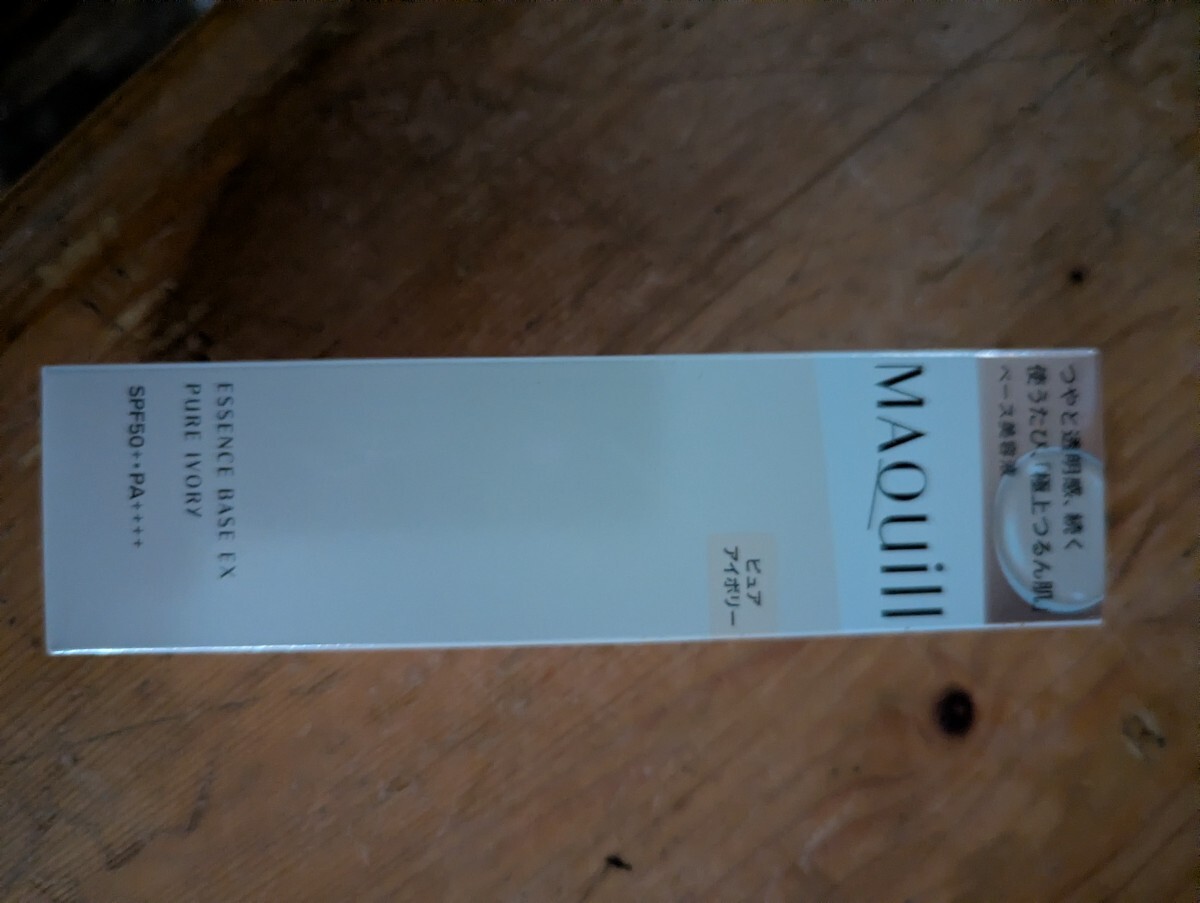 つやと透明感、続く
使うたび、「極上つるん肌」
ベース美容液
MAQuill
ピュア
アイボリー
ESSENCE BASE EX
PURE IVORY
SPF50+•PA++++